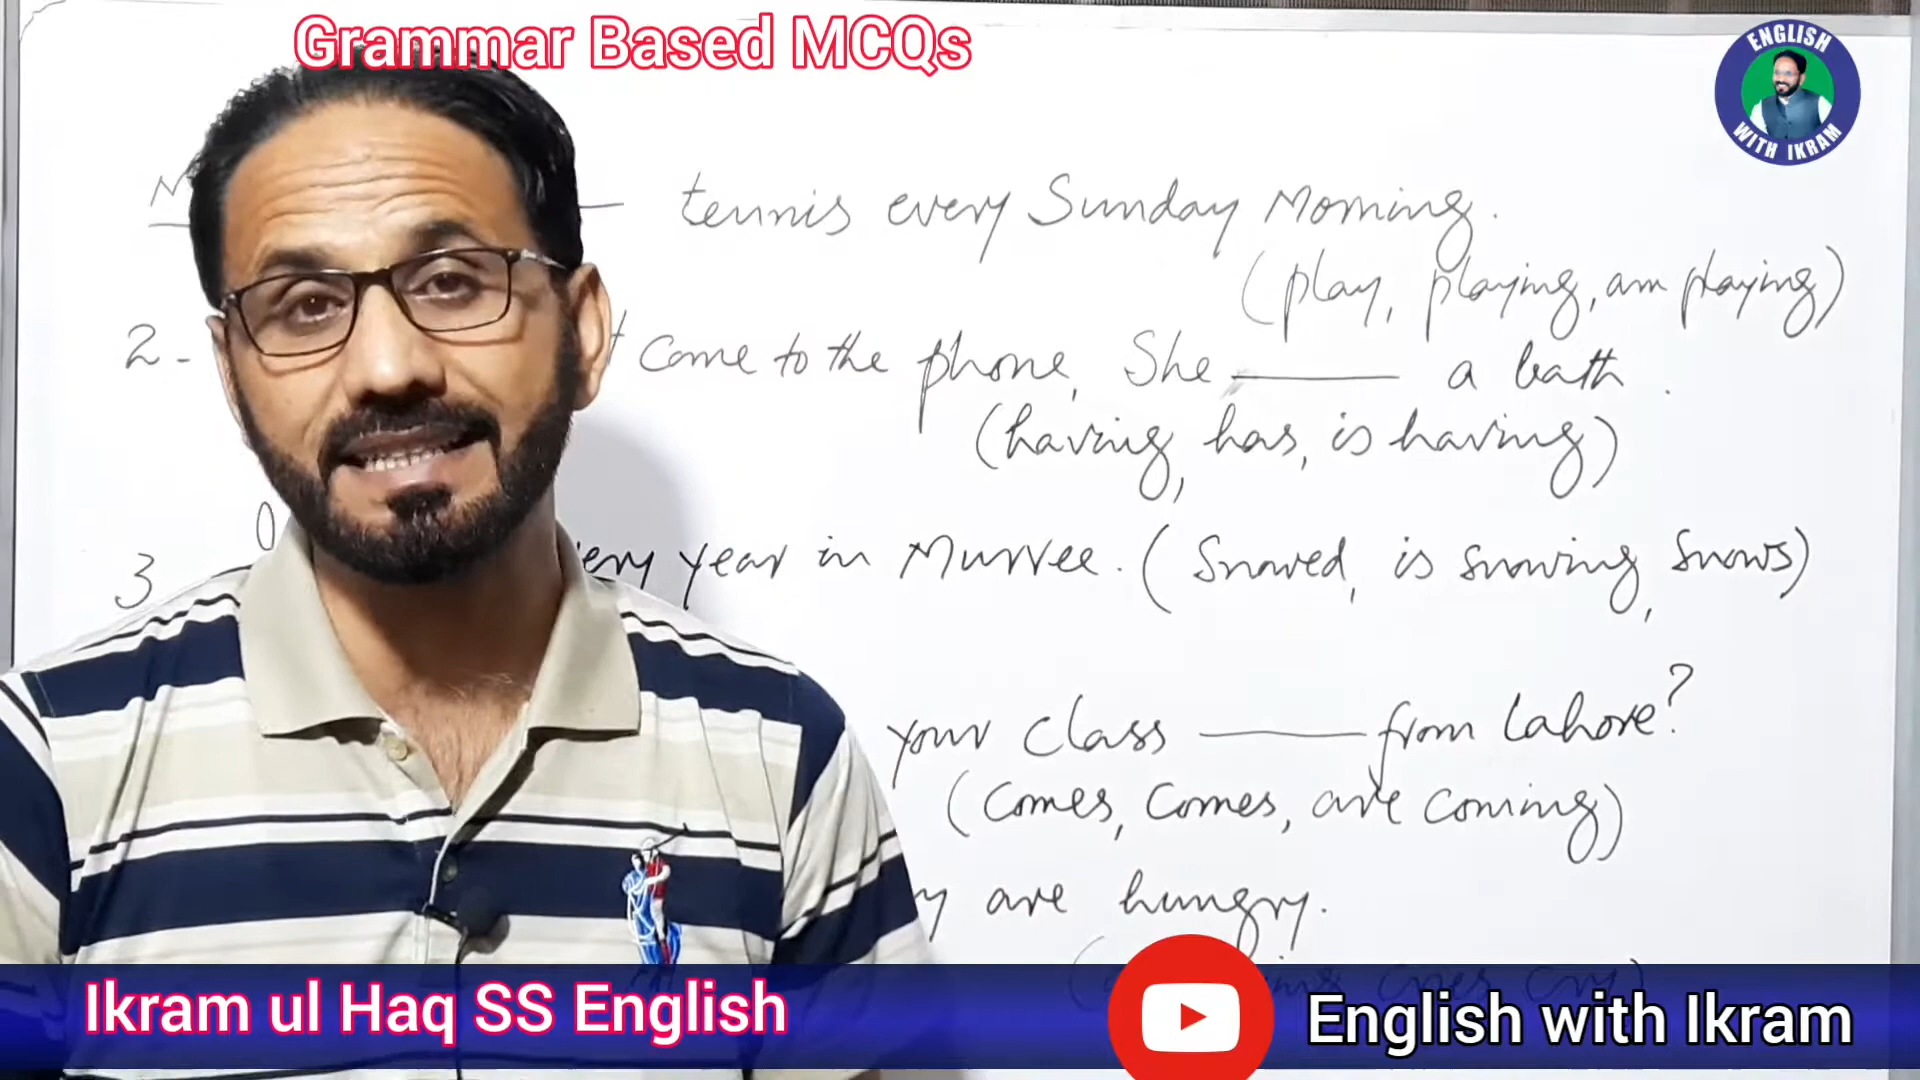 Grammar Based MCQs
ENGLISH
WITH IKRAM
tennis every Sunday Morning.
(play, playing, am playing)
2- come to the phone, She ______ a bath.
(having, has, is having)
3 year in Murree. (Snowed, is snowing, snows)
your class ______ from Lahore?
(Comes, Comes, are coming)
are hungry.
Ikram ul Haq SS English
English with Ikram